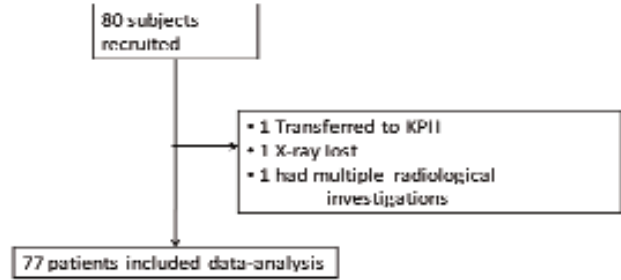 80 subjects
recruited
• 1 Transferred to KPII
• 1 X-ray lost
• 1 had multiple radiological
investigations
77 patients included data-analysis